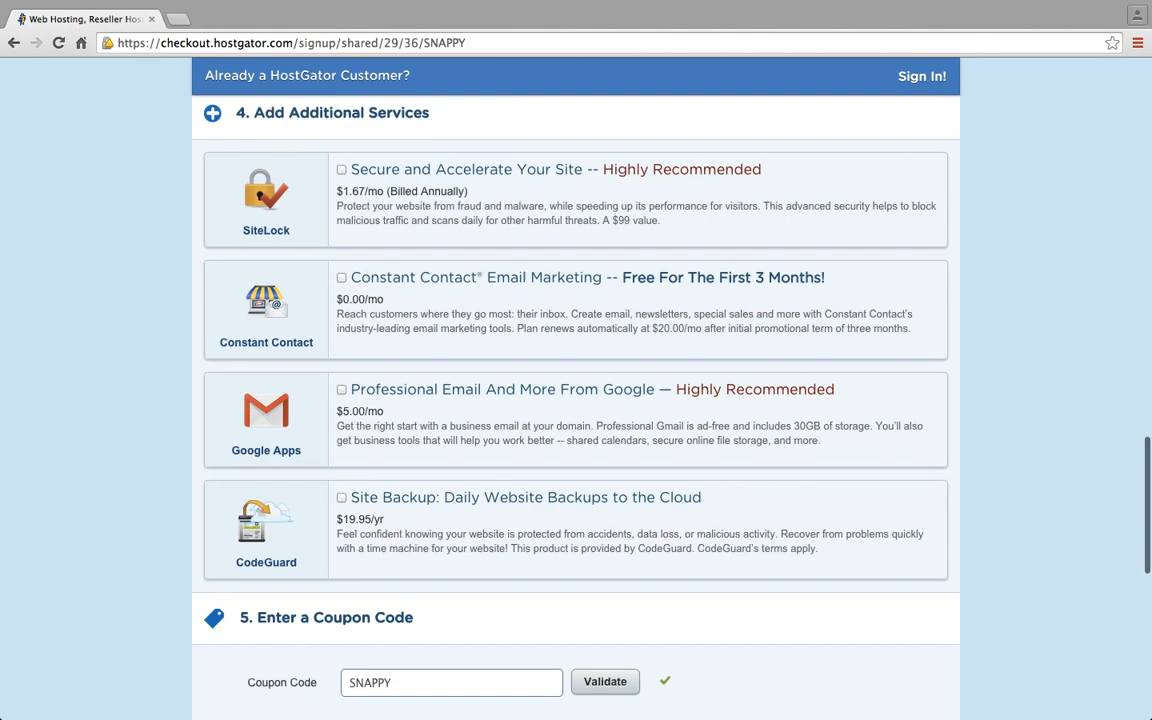 Web Hosting, Reseller Hos
https://checkout.hostgator.com/signup/shared/29/36/SNAPPY
Already a HostGator Customer?
Sign In!
4. Add Additional Services
Secure and Accelerate Your Site -- Highly Recommended
$1.67/mo (Billed Annually)
Protect your website from fraud and malware, while speeding up its performance for visitors. This advanced security helps to block
malicious traffic and scans daily for other harmful threats. A $99 value.
SiteLock
Constant Contact® Email Marketing -- Free For The First 3 Months!
$0.00/mo
Reach customers where they go most: their inbox. Create email, newsletters, special sales and more with Constant Contact's
industry-leading email marketing tools. Plan renews automatically at $20.00/mo after initial promotional term of three months.
Constant Contact
Professional Email And More From Google — Highly Recommended
$5.00/mo
Get the right start with a business email at your domain. Professional Gmail is ad-free and includes 30GB of storage. You'll also
get business tools that will help you work better -- shared calendars, secure online file storage, and more.
Google Apps
Site Backup: Daily Website Backups to the Cloud
$19.95/yr
Feel confident knowing your website is protected from accidents, data loss, or malicious activity. Recover from problems quickly
with a time machine for your website! This product is provided by CodeGuard. CodeGuard's terms apply.
CodeGuard
5. Enter a Coupon Code
Coupon Code
SNAPPY
Validate